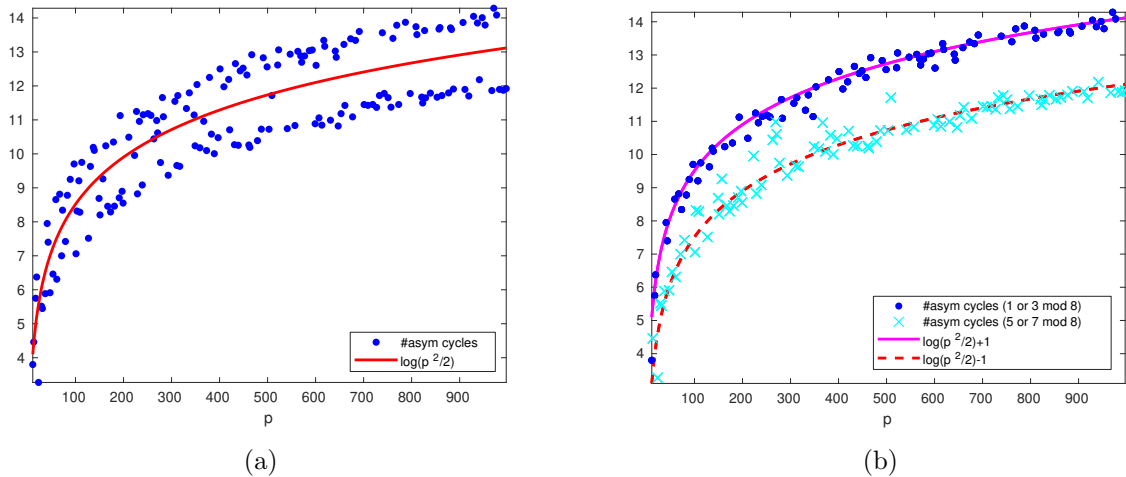 14
13
12
11
10
9
8
7
6
5
4
#asym cycles
log(p 2/2)
100 200 300 400 500 600 700 800 900
p
(a)
14
13
12
11
10
9
8
7
6
5
4
#asym cycles (1 or 3 mod 8)
#asym cycles (5 or 7 mod 8)
log(p 2/2)+1
log(p 2/2)-1
100 200 300 400 500 600 700 800 900
p
(b)